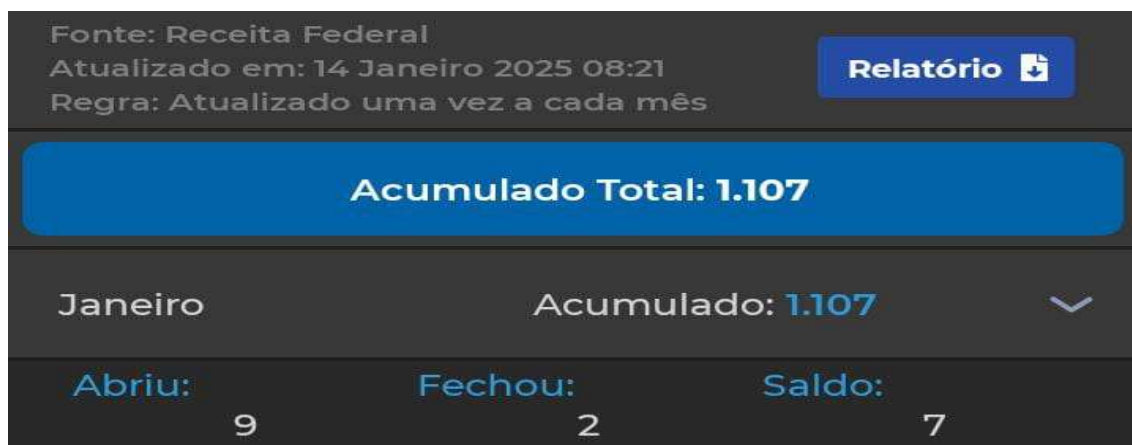 Fonte: Receita Federal
Atualizado em: 14 Janeiro 2025 08:21
Regra: Atualizado uma vez a cada mês
Relatório
Acumulado Total: 1.107
Janeiro Acumulado: 1.107
Abriu: Fechou: Saldo:
9 2 7